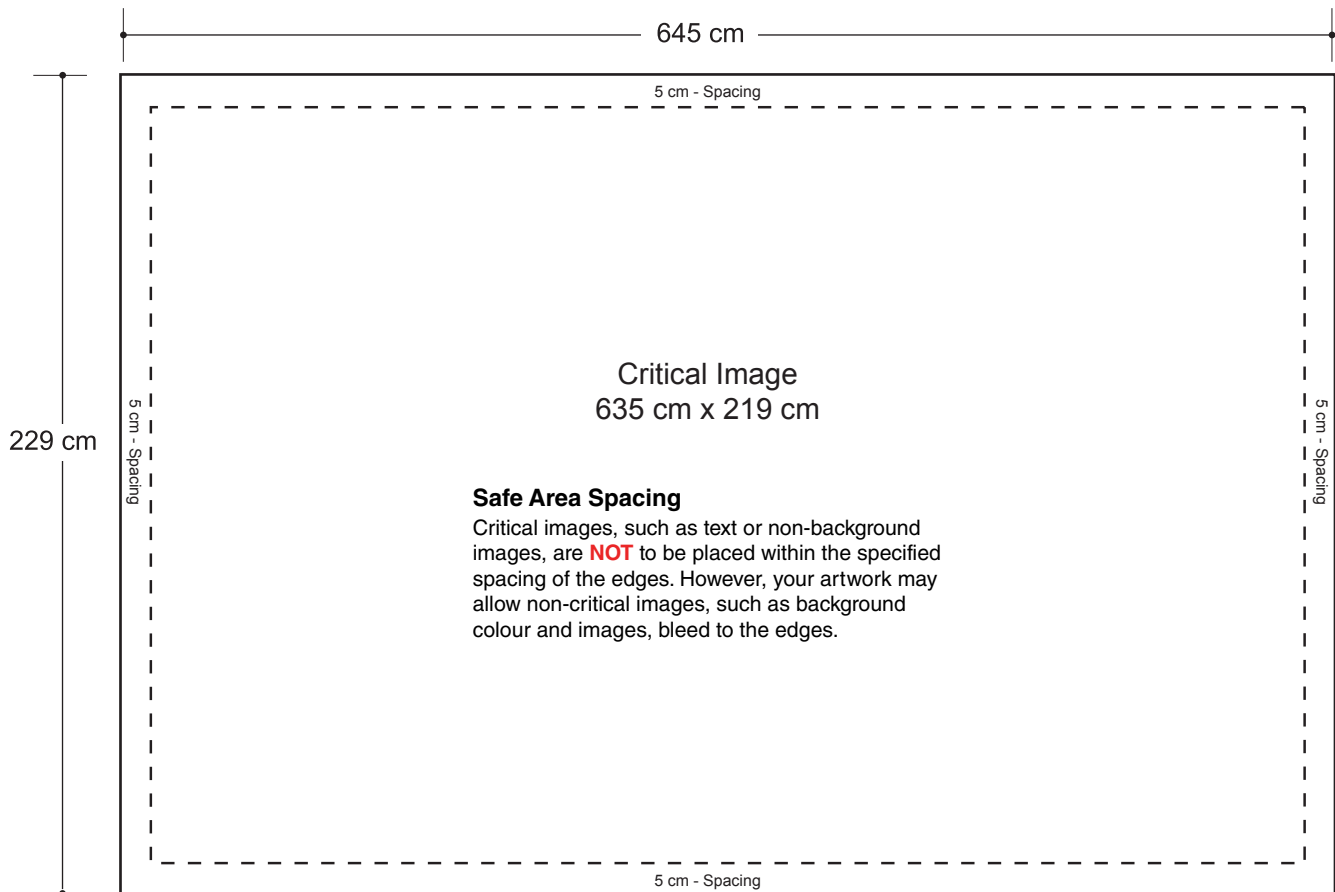 645 cm
5 cm - Spacing
Critical Image
635 cm x 219 cm
5 cm - Spacing
5 cm - Spacing
229 cm
Safe Area Spacing
Critical images, such as text or non-background
images, are NOT to be placed within the specified
spacing of the edges. However, your artwork may
allow non-critical images, such as background
colour and images, bleed to the edges.
5 cm - Spacing